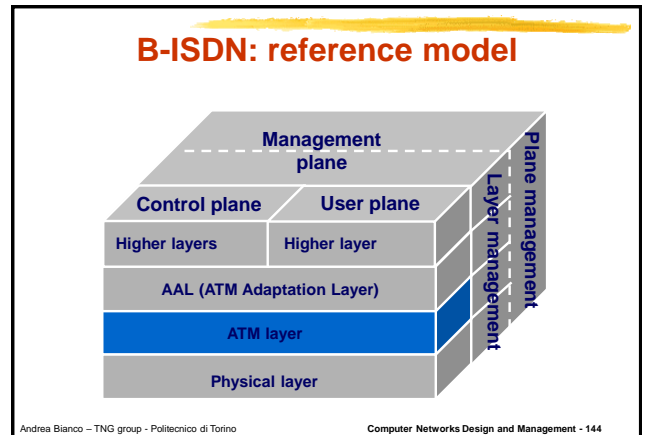 B-ISDN: reference model
Management
plane
Control plane
User plane
Higher layers
Higher layer
AAL (ATM Adaptation Layer)
ATM layer
Physical layer
Layer management
Plane management
Andrea Bianco – TNG group - Politecnico di Torino
Computer Networks Design and Management - 144